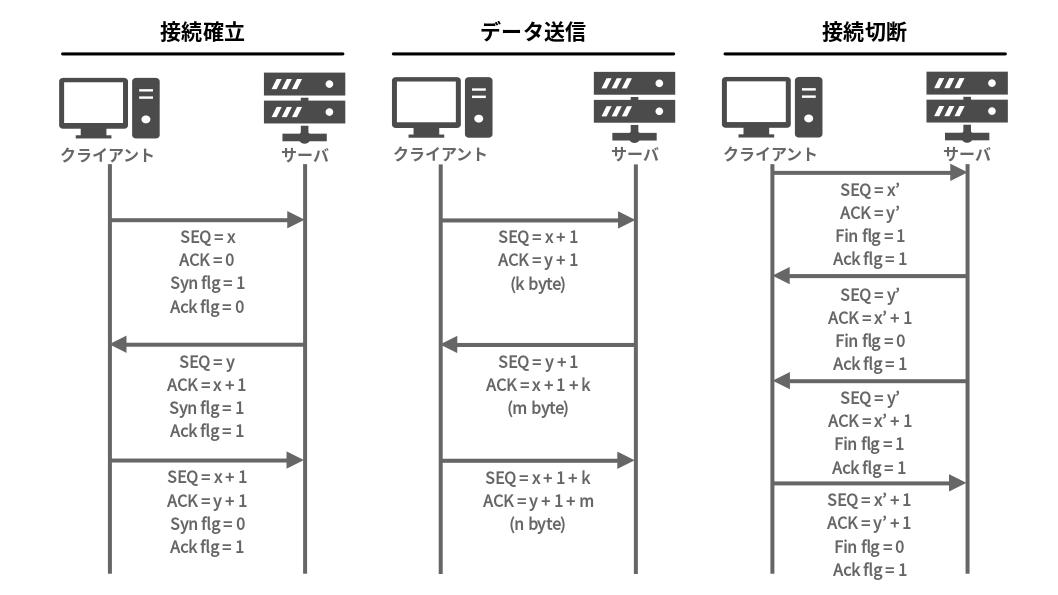 接続確立
クライアント
サーバ
SEQ = x
ACK = 0
Syn flg = 1
Ack flg = 0
SEQ = y
ACK = x + 1
Syn flg = 1
Ack flg = 1
SEQ = x + 1
ACK = y + 1
Syn flg = 0
Ack flg = 1
データ送信
クライアント
サーバ
SEQ = x + 1
ACK = y + 1
(k byte)
SEQ = y + 1
ACK = x + 1 + k
(m byte)
SEQ = x + 1 + k
ACK = y + 1 + m
(n byte)
接続切断
クライアント
サーバ
SEQ = x’
ACK = y’
Fin flg = 1
Ack flg = 1
SEQ = y’
ACK = x’ + 1
Fin flg = 0
Ack flg = 1
SEQ = y’
ACK = x’ + 1
Fin flg = 1
Ack flg = 1
SEQ = x’ + 1
ACK = y’ + 1
Fin flg = 0
Ack flg = 1